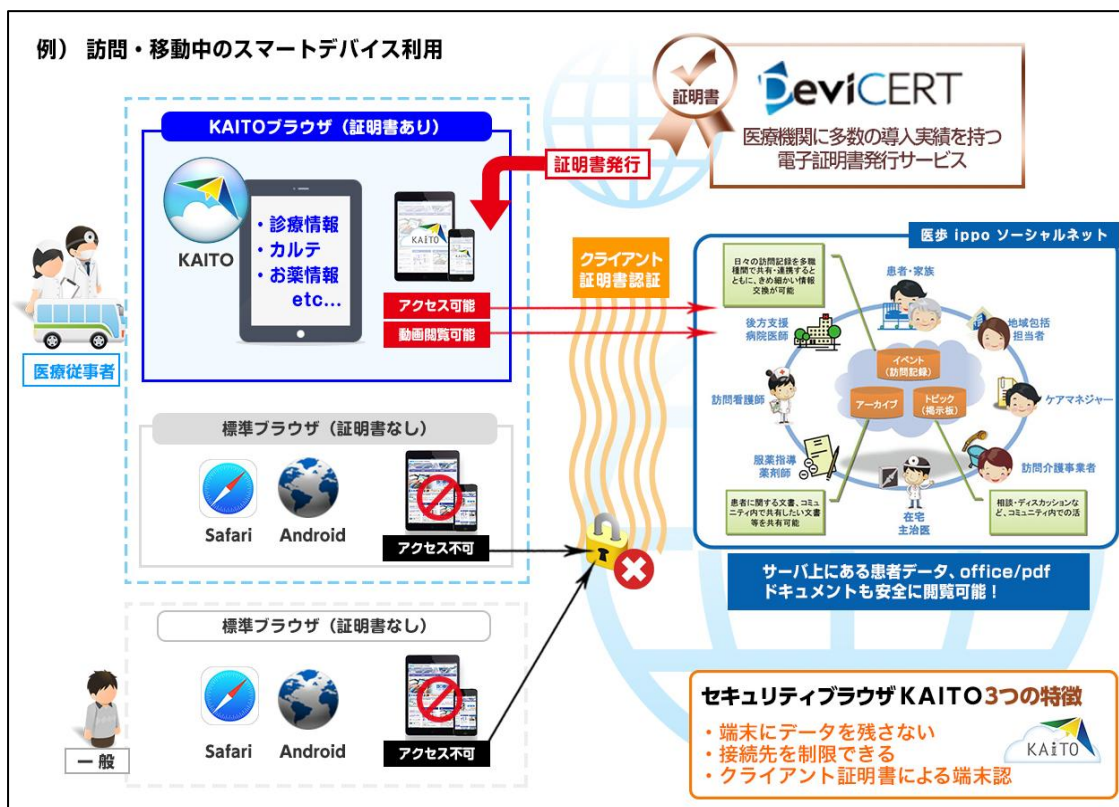 例） 訪問・移動中のスマートデバイス利用
証明書
DeviCERT
医療機関に多数の導入実績を持つ
電子証明書発行サービス
KAITOブラウザ（証明書あり）
証明書発行
KAITO
・診療情報
・カルテ
・お薬情報
etc...
KAITO
アクセス可能
動画閲覧可能
医療従事者
クライアント
証明書認証
医歩 ippo ソーシャルネット
日々の訪問記録を多職
種間で共有・連携すると
ともに、きめ細かい情報
交換が可能
患者・家族
後方支援
病院医師
地域包括
担当者
イベント
（訪問記録）
訪問看護師
アーカイブ
トピック
（掲示板）
ケアマネジャー
服薬指導
薬剤師
訪問介護事業者
患者に関する文書、コミュ
ニティ内で共有したい文書
等を共有可能
在宅
主治医
相談・ディスカッションな
ど、コミュニティ内での活
サーバ上にある患者データ、office/pdf
ドキュメントも安全に閲覧可能！
標準ブラウザ（証明書なし）
Safari
Android
アクセス不可
標準ブラウザ（証明書なし）
Safari
Android
アクセス不可
一般
セキュリティブラウザKAITO3つの特徴
・端末にデータを残さない
・接続先を制限できる
・クライアント証明書による端末認
KAiTO